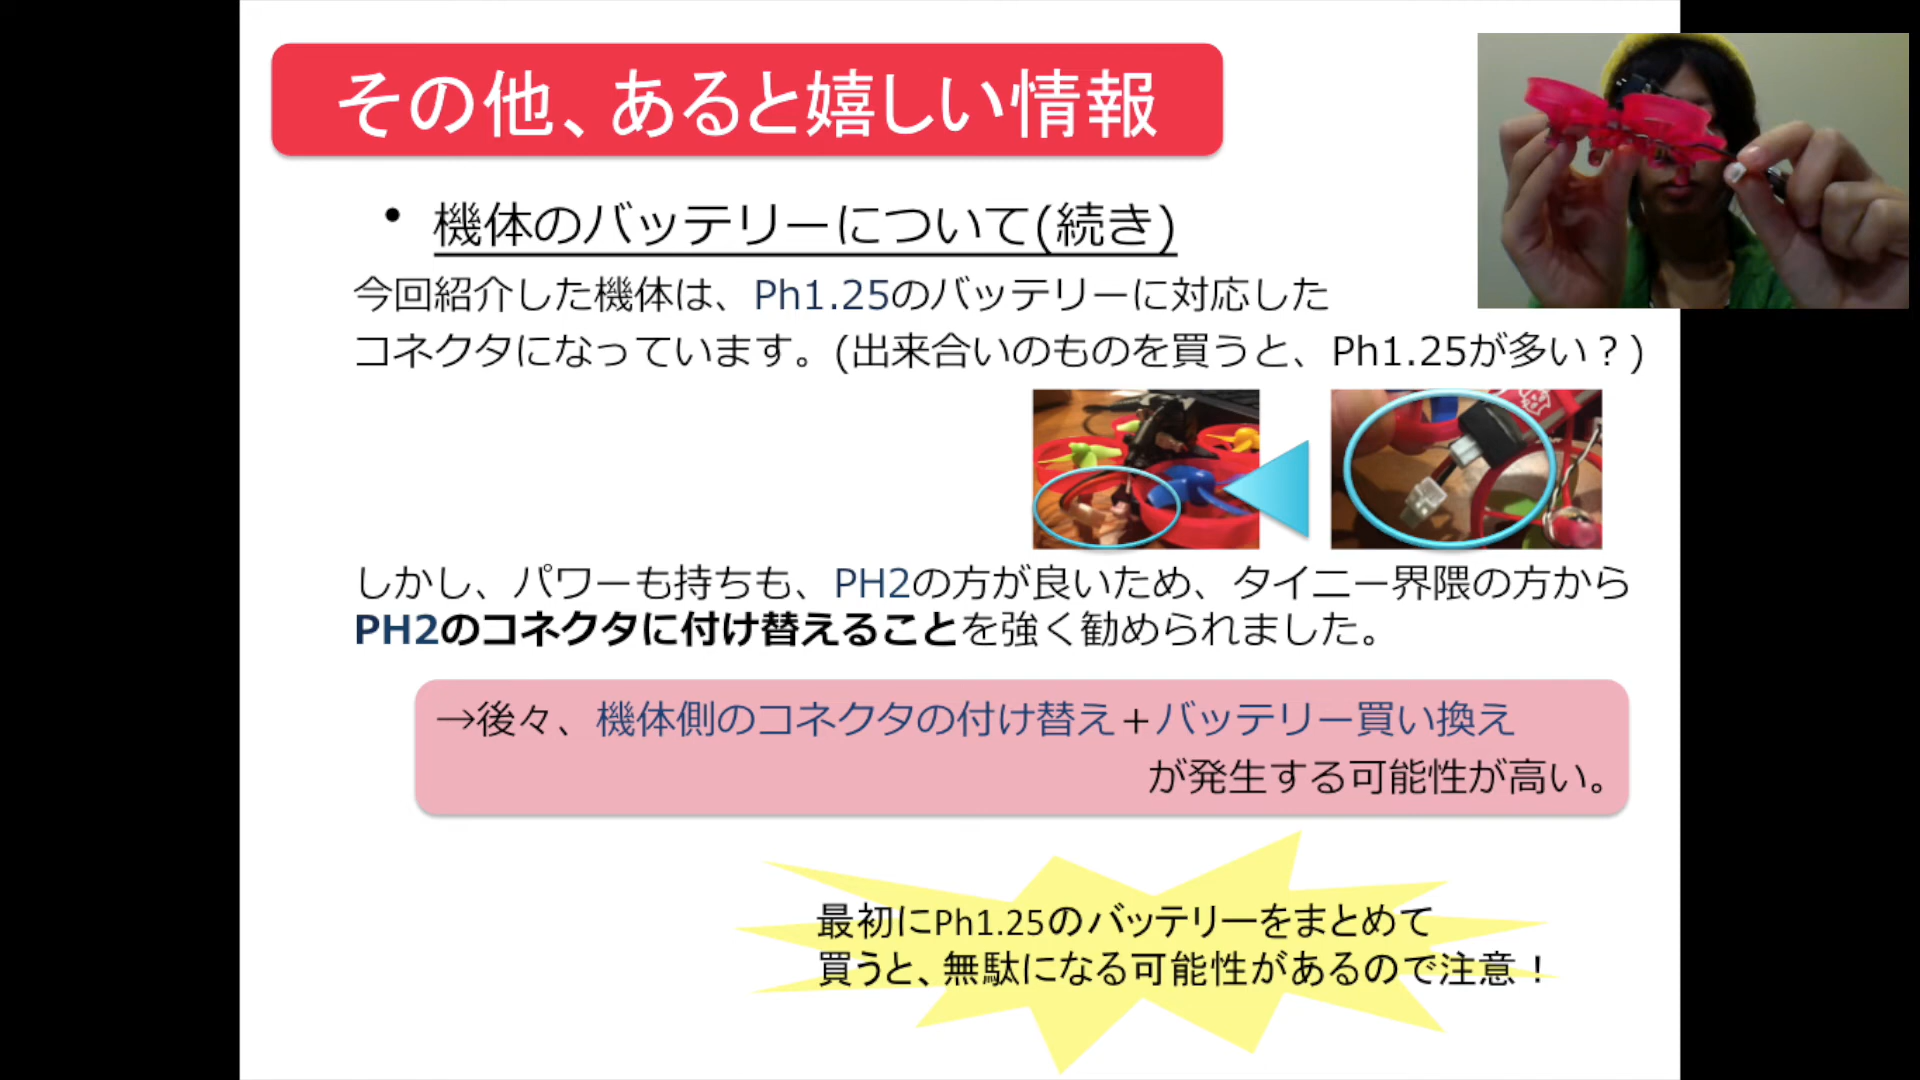 その他、あると嬉しい情報
• 機体のバッテリーについて(続き)
今回紹介した機体は、Ph1.25のバッテリーに対応した
コネクタになっています。(出来合いのものを買うと、Ph1.25が多い？)
しかし、パワーも持ちも、PH2の方が良いため、タイニー界隈の方から
PH2のコネクタに付け替えることを強く勧められました。
→後々、機体側のコネクタの付け替え＋バッテリー買い換え
が発生する可能性が高い。
最初にPh1.25のバッテリーをまとめて
買うと、無駄になる可能性があるので注意！